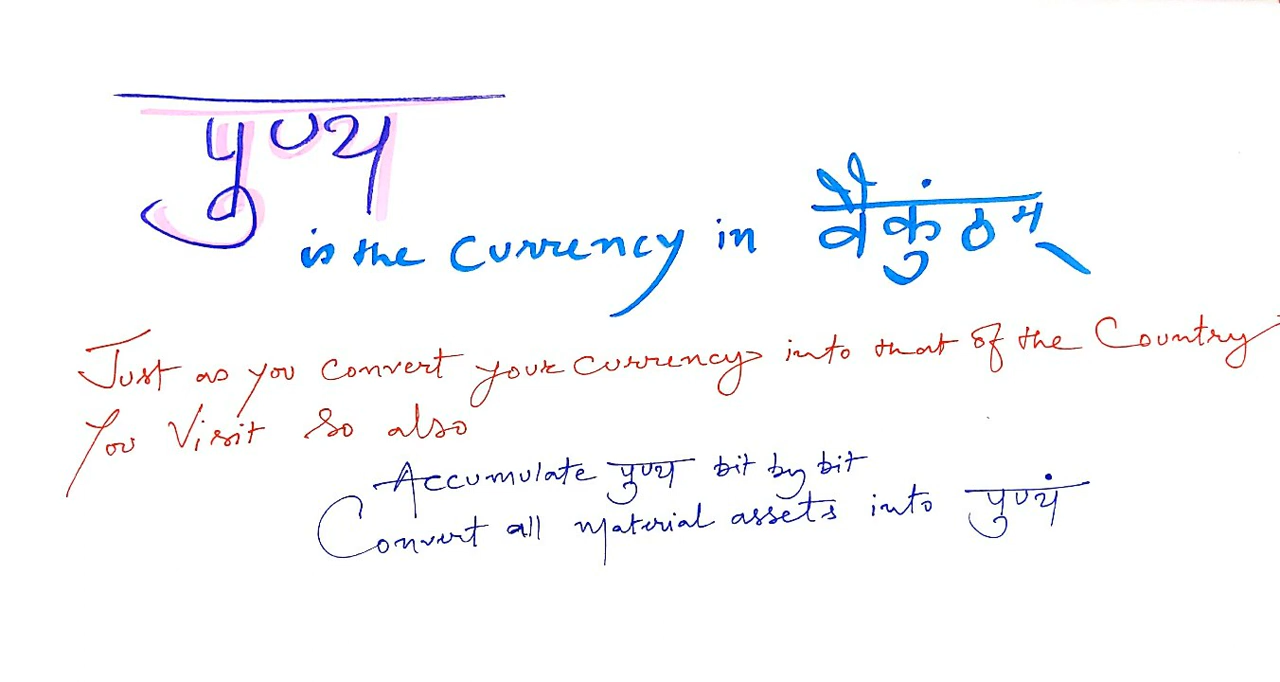 पुण्य
is the currency in वैकुंठम्
Just as you convert your currency into that of the Country
You Visit So also
Accumulate पुण्य bit by bit
Convert all material assets into पुण्यं